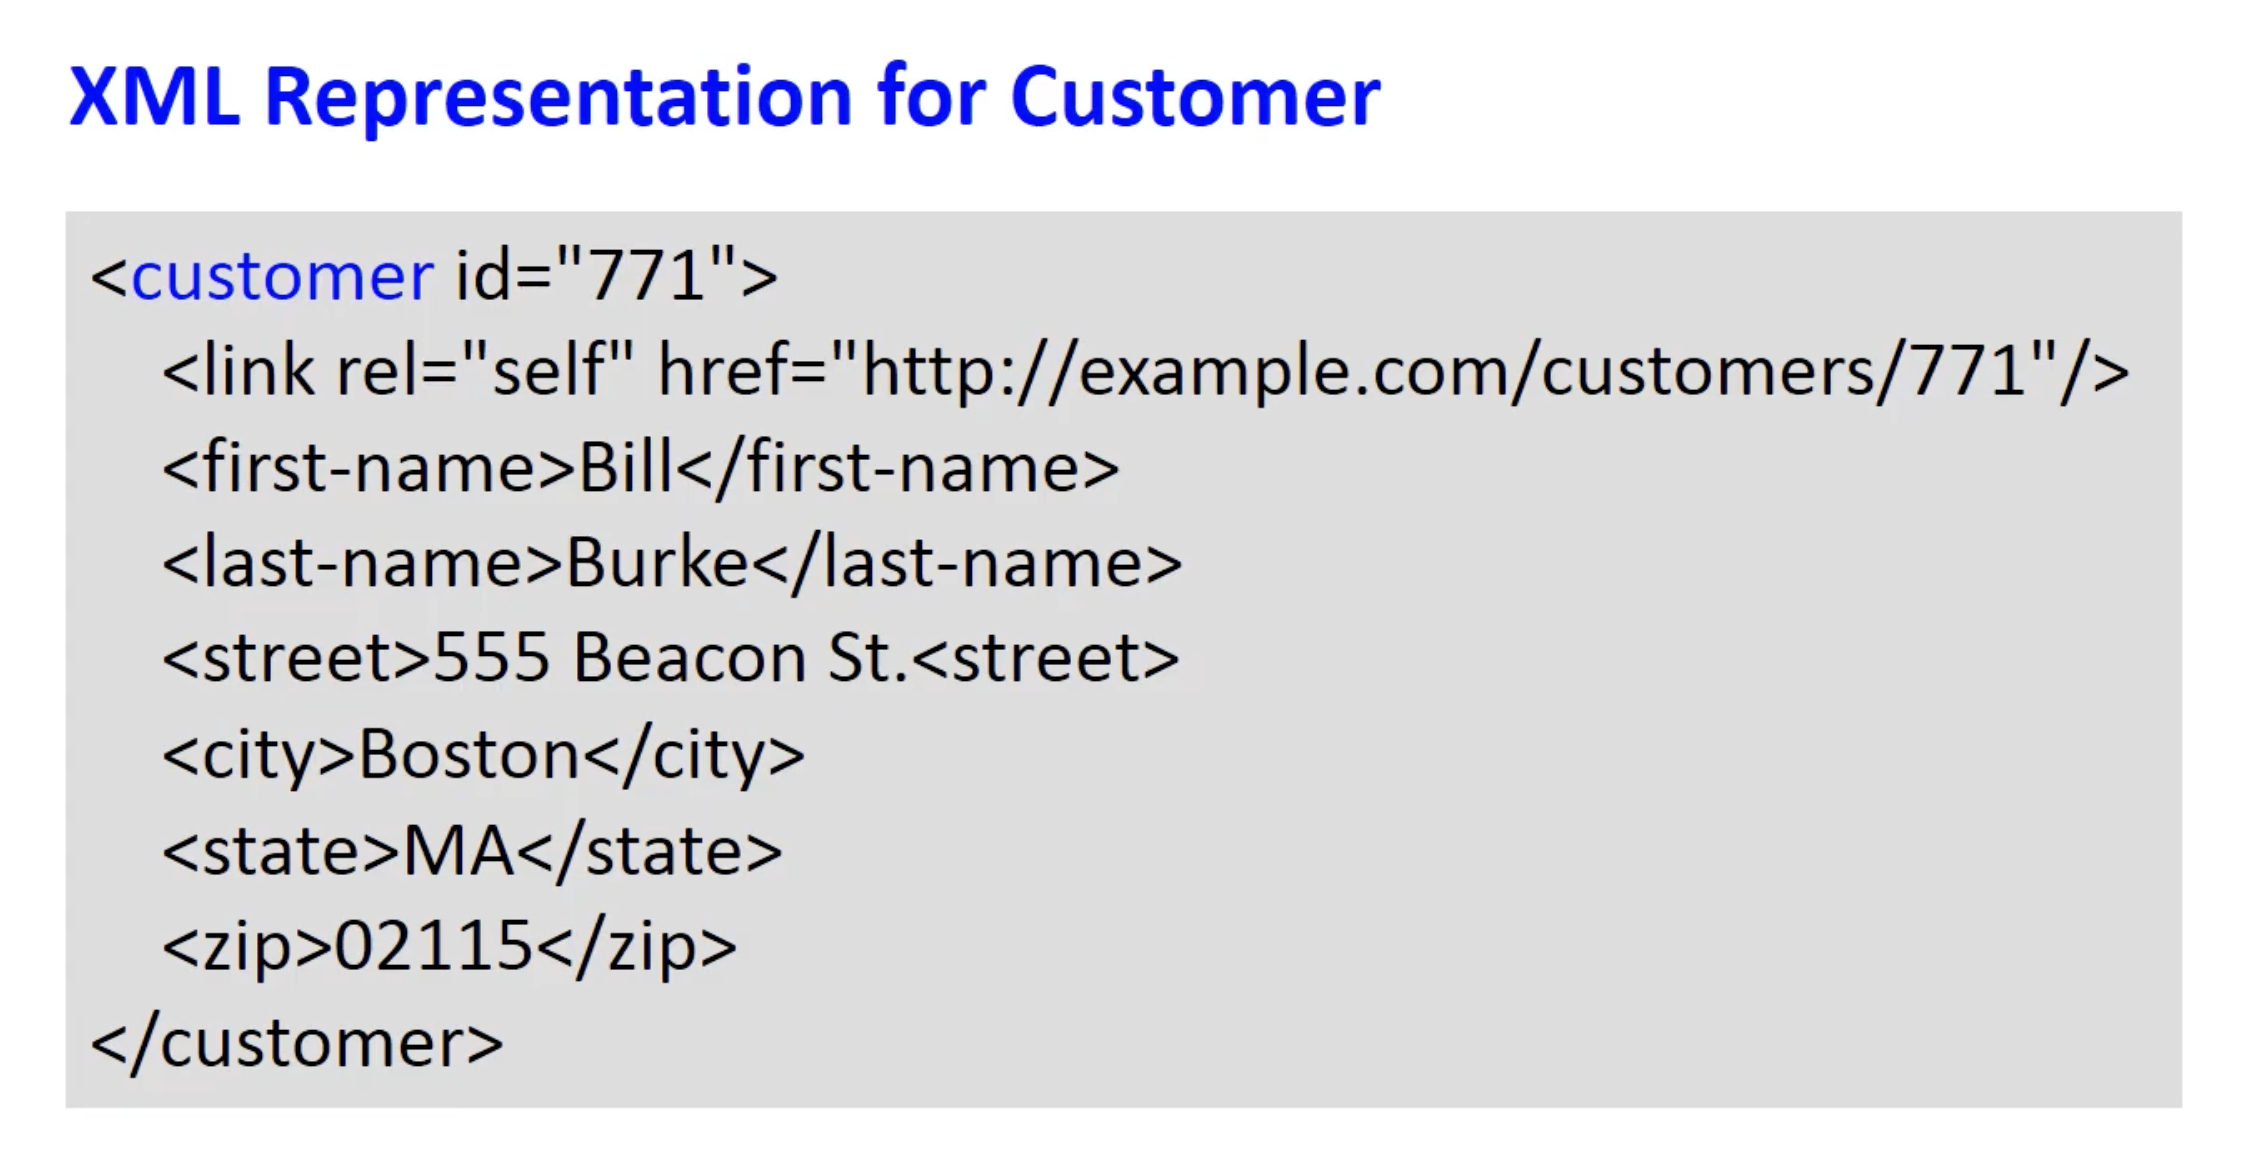 XML Representation for Customer
<customer id="771">
<link rel="self" href="http://example.com/customers/771"/>
<first-name>Bill</first-name>
<last-name>Burke</last-name>
<street>555 Beacon St.<street>
<city>Boston</city>
<state>MA</state>
<zip>02115</zip>
</customer>